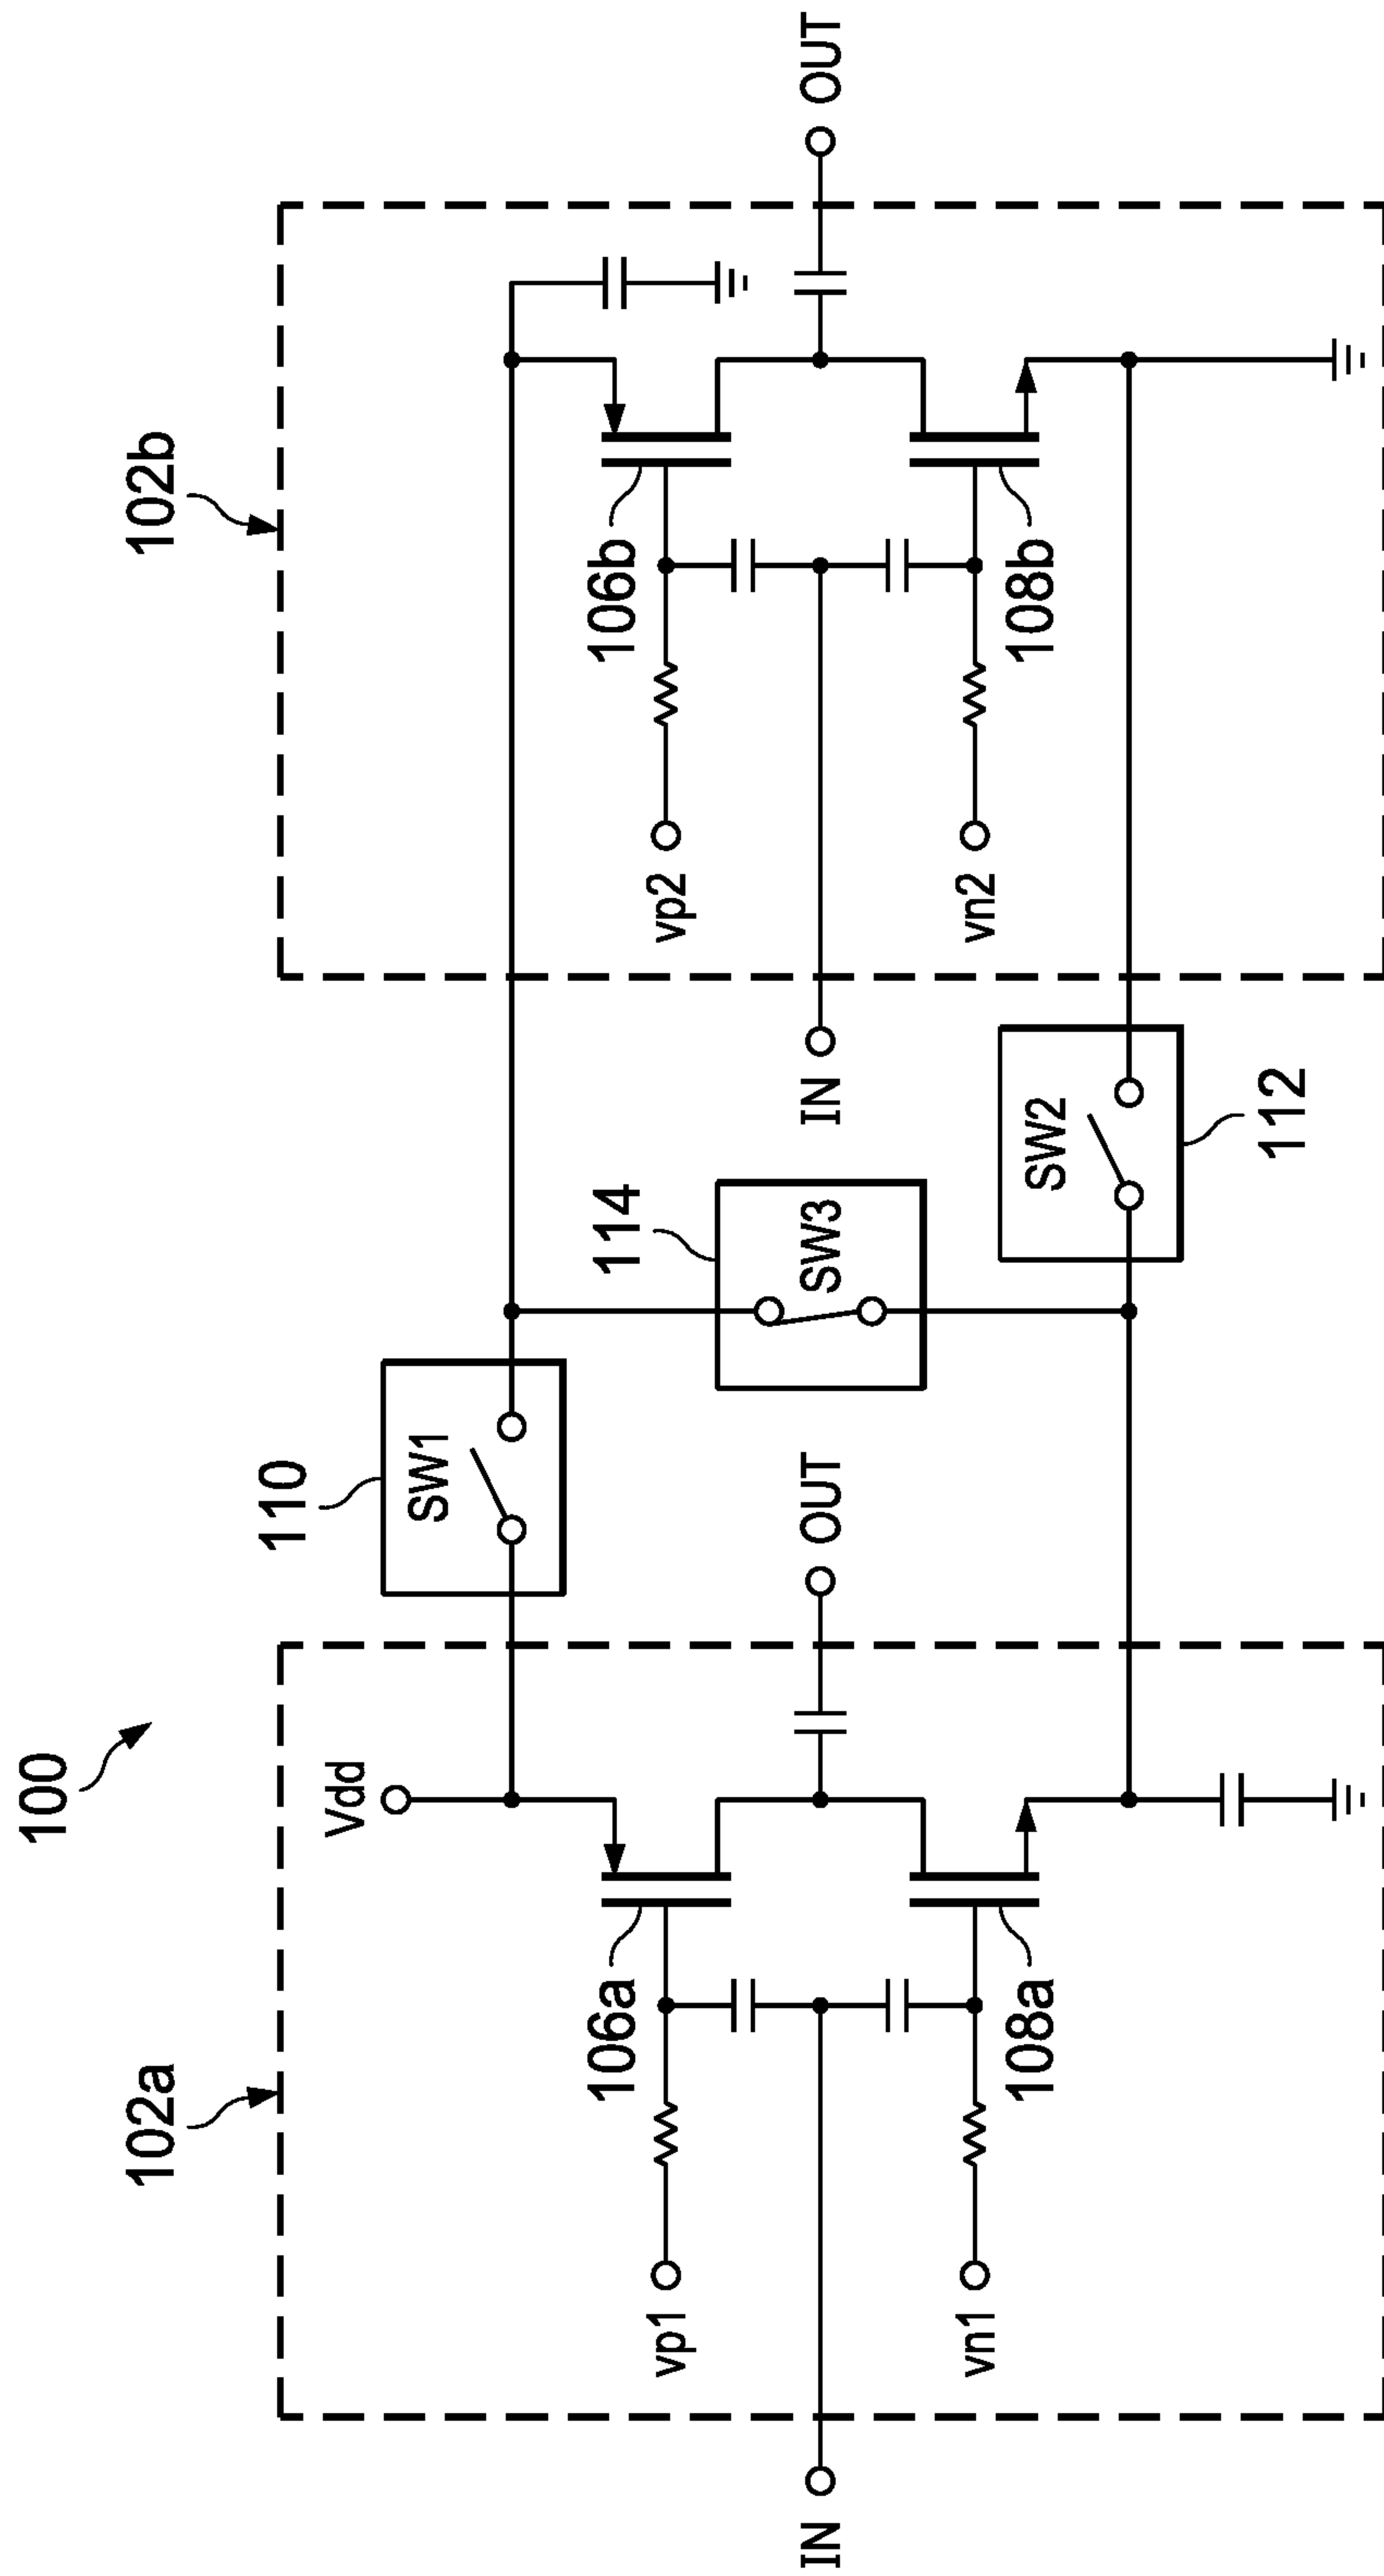 100
102a
102b
Vdd
110
SW1
106a
vp1
IN
OUT
108a
vn1
114
SW3
IN
106b
vp2
OUT
108b
vn2
SW2
112